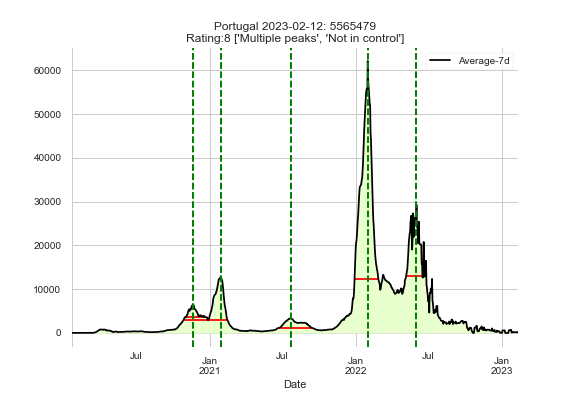 Portugal 2023-02-12: 5565479
Rating:8 ['Multiple peaks', 'Not in control']
Average-7d
60000
50000
40000
30000
20000
10000
0
Jul
Jan
2021
Jul
Jan
2022
Jul
Jan
2023
Date